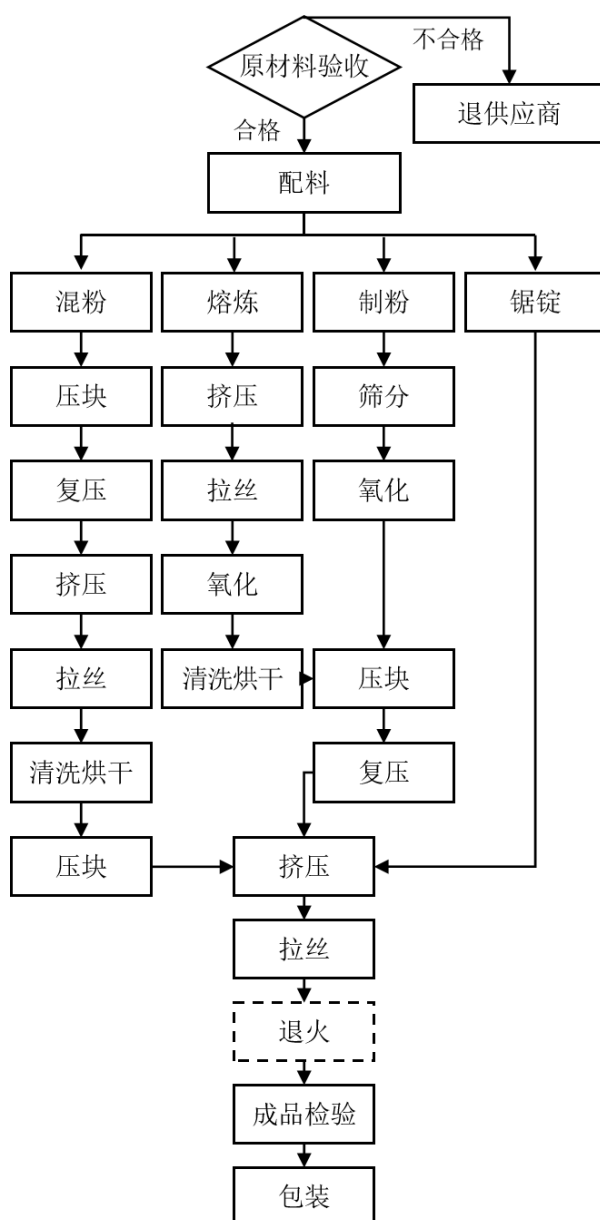 原材料验收
不合格
退供应商
合格
配料
混粉
熔炼
制粉
锯锭
压块
挤压
筛分
复压
拉丝
氧化
挤压
氧化
拉丝
清洗烘干
压块
清洗烘干
复压
压块
挤压
拉丝
退火
成品检验
包装